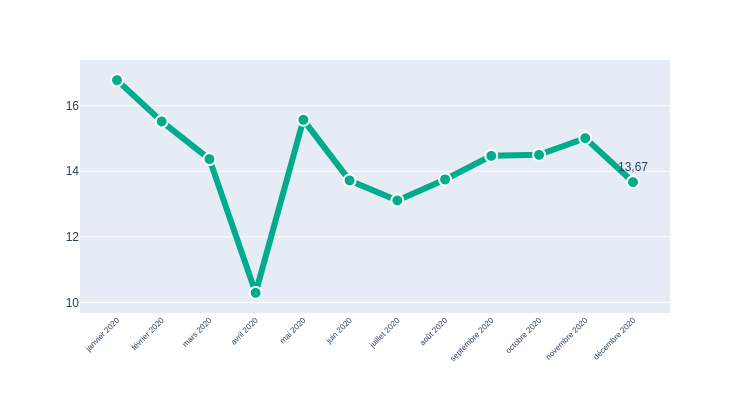 16
14
12
10
13,67
janvier 2020
février 2020
mars 2020
avril 2020
mai 2020
juin 2020
juillet 2020
août 2020
septembre 2020
octobre 2020
novembre 2020
décembre 2020